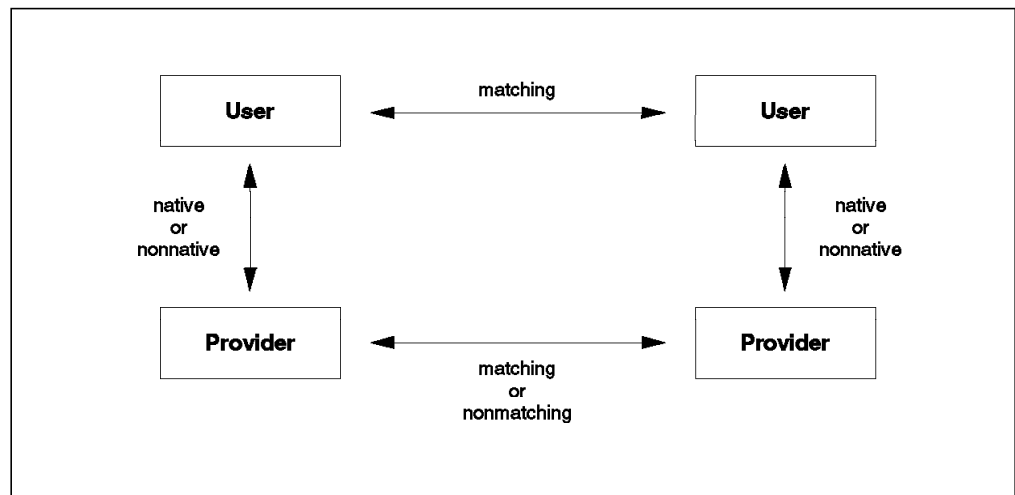 User
matching
User
native
or
nonnative
native
or
nonnative
Provider
matching
or
nonmatching
Provider